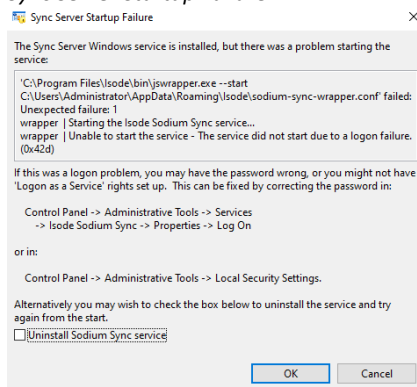 Sync Server Startup Failure
The Sync Server Windows service is installed, but there was a problem starting the
service:
'C:\Program Files\Isode\bin\jswrapper.exe --start
C:\Users\Administrator\AppData\Roaming\Isode\sodium-sync-wrapper.conf' failed:
Unexpected failure: 1
wrapper | Starting the Isode Sodium Sync service...
wrapper | Unable to start the service - The service did not start due to a logon failure.
(0x42d)
If this was a logon problem, you may have the password wrong, or you might not have
'Logon as a Service' rights set up. This can be fixed by correcting the password in:
Control Panel -> Administrative Tools -> Services
-> Isode Sodium Sync -> Properties -> Log On
or in:
Control Panel -> Administrative Tools -> Local Security Settings.
Alternatively you may wish to check the box below to uninstall the service and try
again from the start.
Uninstall Sodium Sync service
OK Cancel